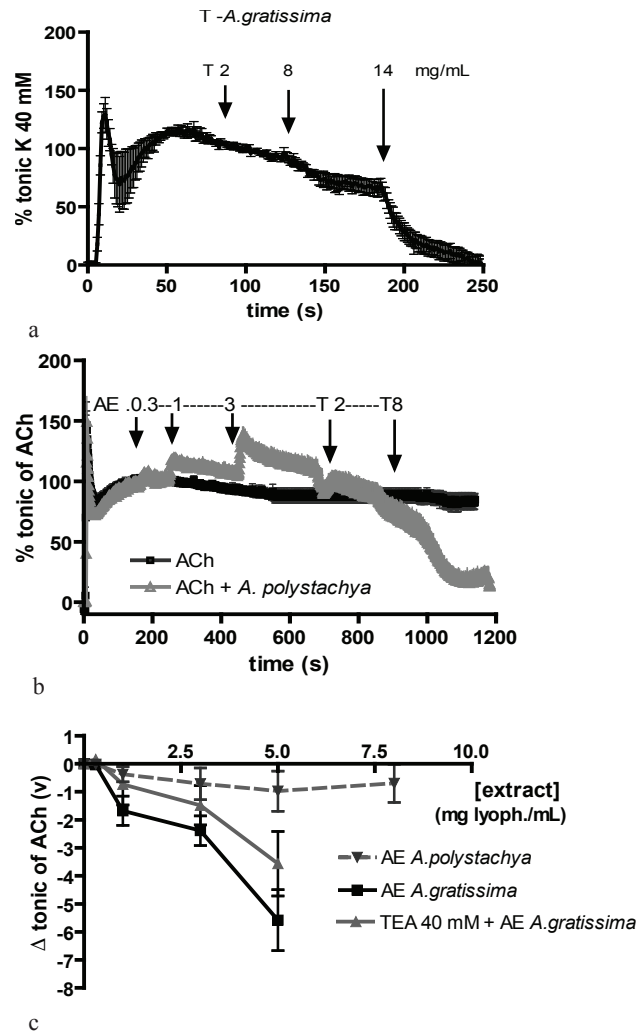 T -A.gratissima
T 2 8 14 mg/mL
200
150
100
50
0
% tonic K 40 mM
0 50 100 150 200 250
time (s)
a
200
150
100
50
0
% tonic of ACh
AE .0.3--1-------3 ---------T 2-----T8
ACh
ACh + A. polystachya
0 200 400 600 800 1000 1200
time (s)
b
1
0
-1
-2
-3
-4
-5
-6
-7
-8
Δ tonic of ACh (v)
2.5 5.0 7.5 10.0
[extract]
(mg lyoph./mL)
AE A.polystachya
AE A.gratissima
TEA 40 mM + AE A.gratissima
c